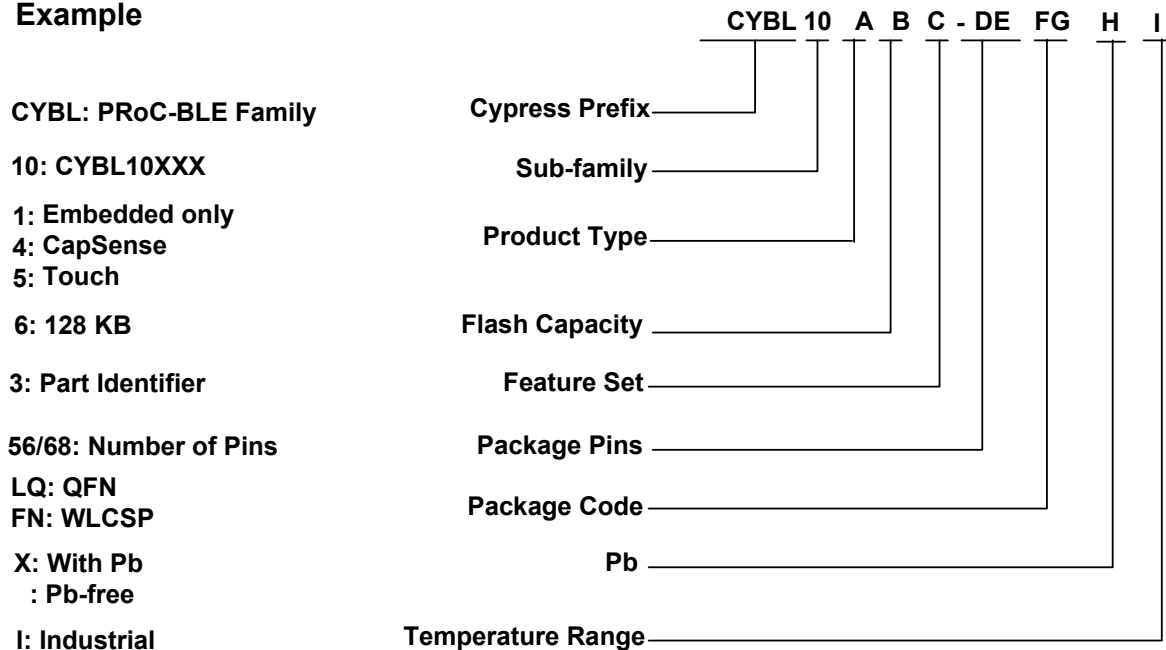 Example
CYBL 10 A B C - DE FG H I
CYBL: PRoC-BLE Family Cypress Prefix
10: CYBL10XXX Sub-family
1: Embedded only
4: CapSense Product Type
5: Touch
6: 128 KB Flash Capacity
3: Part Identifier Feature Set
56/68: Number of Pins Package Pins
LQ: QFN
FN: WLCSP Package Code
X: With Pb Pb
: Pb-free
I: Industrial Temperature Range